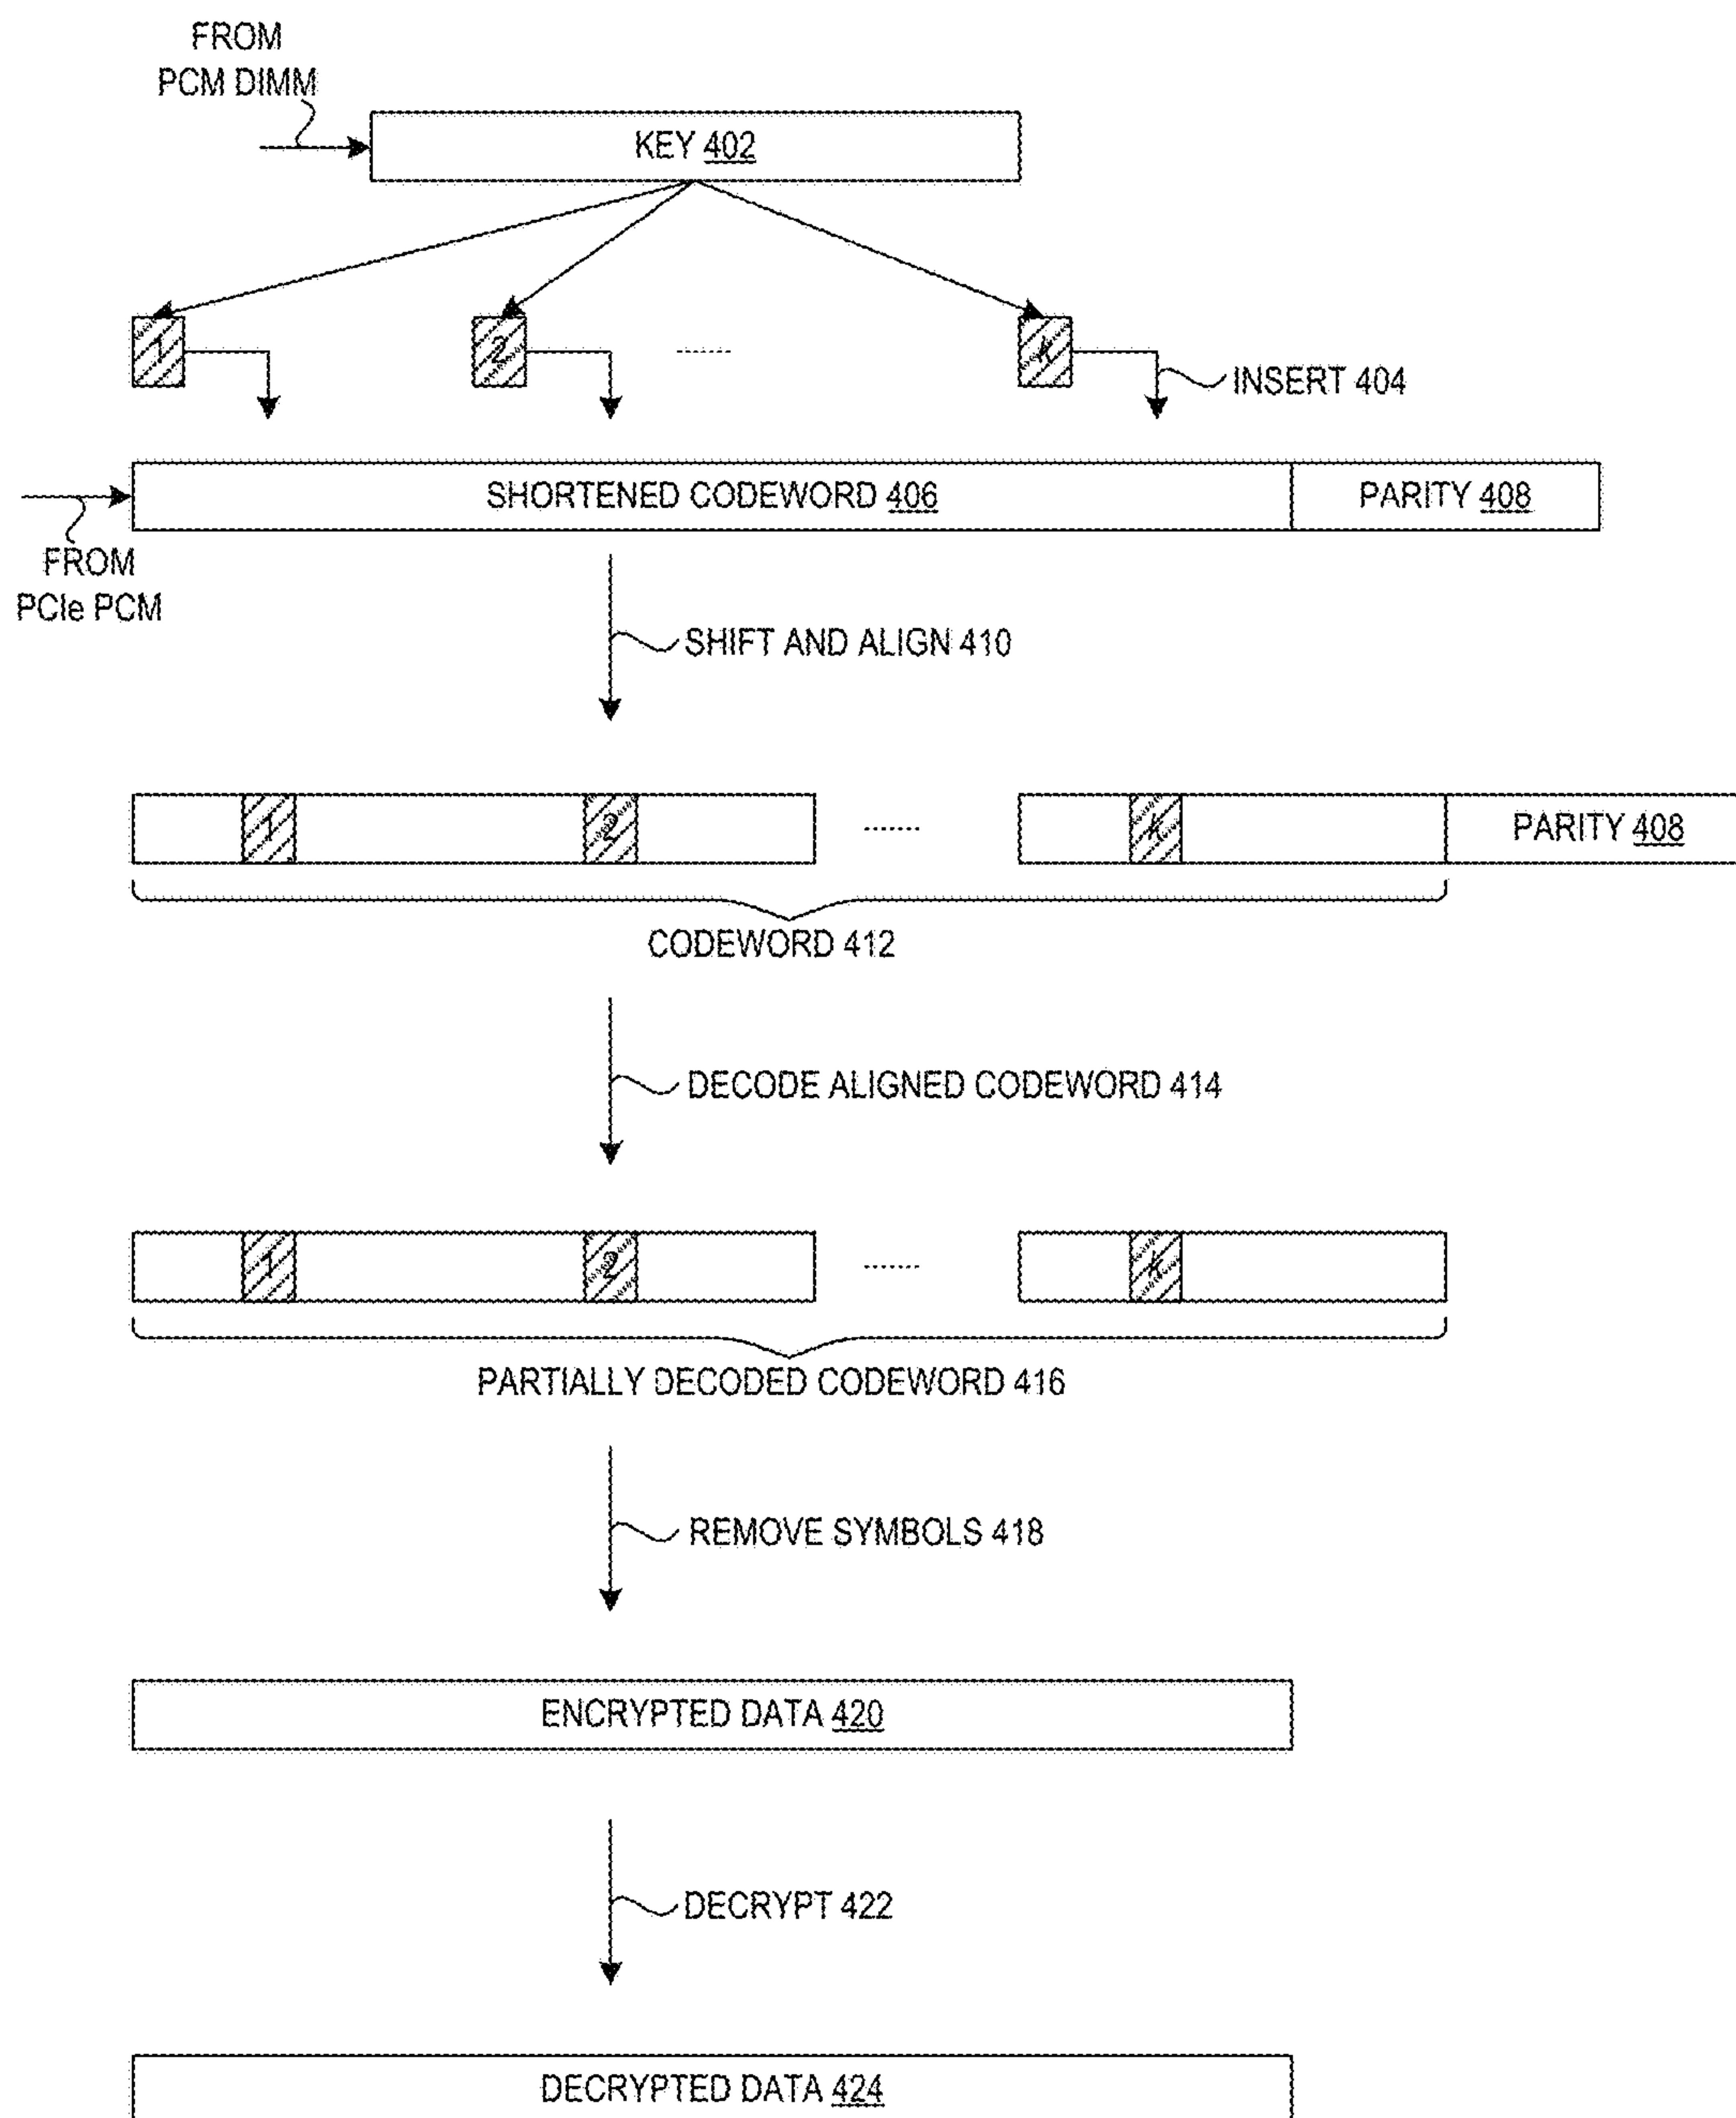 FROM
PCM DIMM
KEY 402
1
2
k
INSERT 404
SHORTENED CODEWORD 406
PARITY 408
FROM
PCIe PCM
SHIFT AND ALIGN 410
1
2
k
PARITY 408
CODEWORD 412
DECODE ALIGNED CODEWORD 414
1
2
k
PARTIALLY DECODED CODEWORD 416
REMOVE SYMBOLS 418
ENCRYPTED DATA 420
DECRYPT 422
DECRYPTED DATA 424